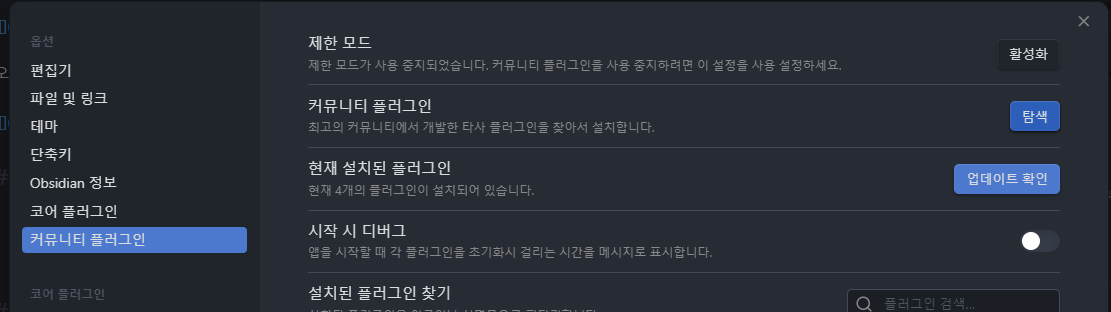 옵션
편집기
파일 및 링크
테마
단축키
Obsidian 정보
코어 플러그인
커뮤니티 플러그인
코어 플러그인
제한 모드
제한 모드가 사용 중지되었습니다. 커뮤니티 플러그인을 사용 중지하려면 이 설정을 사용 설정하세요.
활성화
커뮤니티 플러그인
최고의 커뮤니티에서 개발한 타사 플러그인을 찾아서 설치합니다.
탐색
현재 설치된 플러그인
현재 4개의 플러그인이 설치되어 있습니다.
업데이트 확인
시작 시 디버그
앱을 시작할 때 각 플러그인을 초기화시 걸리는 시간을 메시지로 표시합니다.
설치된 플러그인 찾기
플러그인 검색...